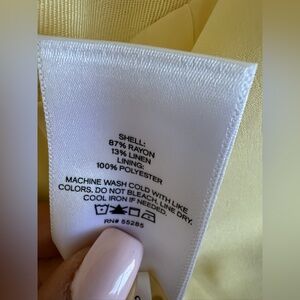 SHELL:
87% RAYON
13% LINEN
LINING:
100% POLYESTER
MACHINE WASH COLD WITH LIKE
COLORS. DO NOT BLEACH. LINE DRY.
COOL IRON IF NEEDED.
RN# 55285